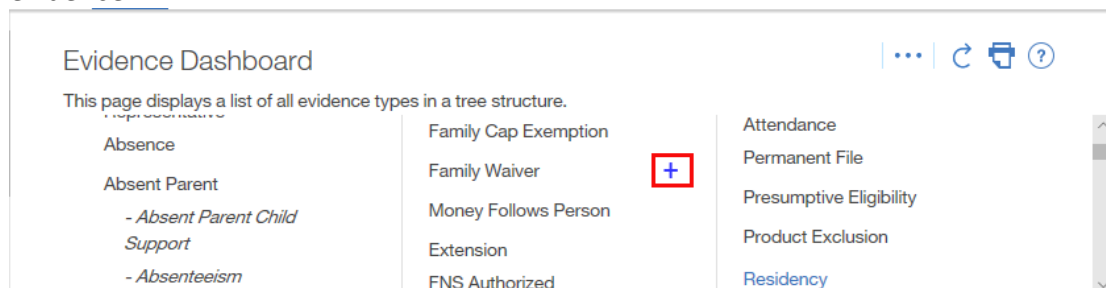 Evidence Dashboard
This page displays a list of all evidence types in a tree structure.
Representative
Absence
Absent Parent
- Absent Parent Child
Support
- Absenteeism
Family Cap Exemption
Family Waiver +
Money Follows Person
Extension
FNS Authorized
Attendance
Permanent File
Presumptive Eligibility
Product Exclusion
Residency